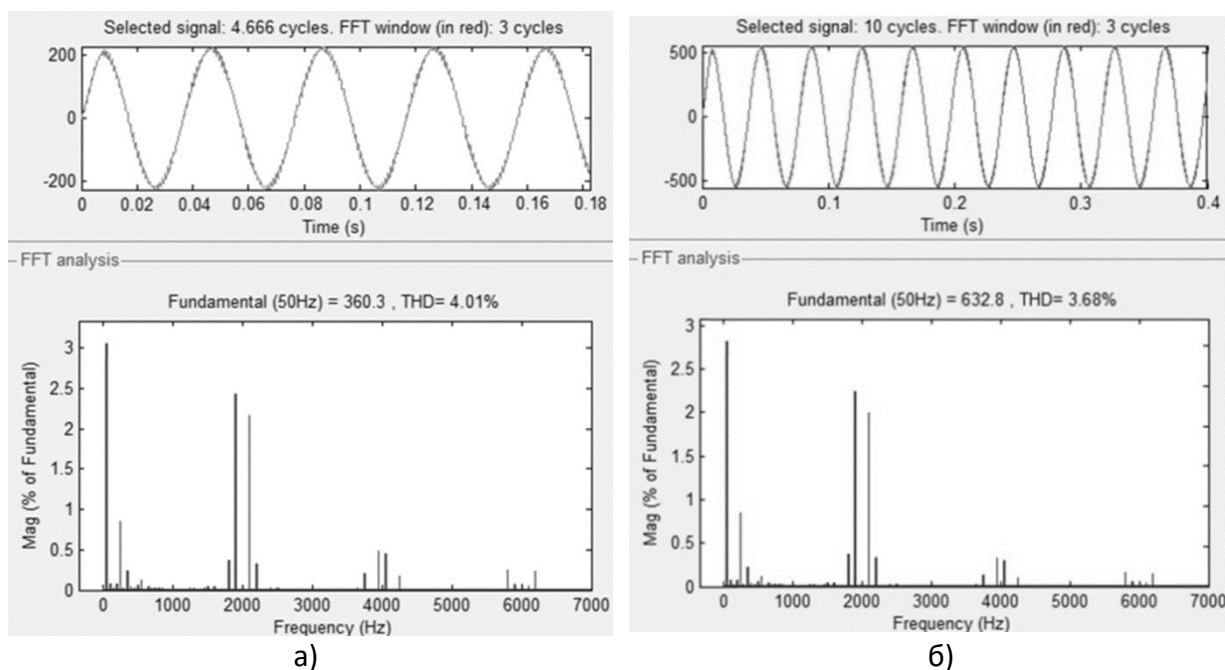 Selected signal: 4.666 cycles. FFT window (in red): 3 cycles
200
0
-200
0 0.02 0.04 0.06 0.08 0.1 0.12 0.14 0.16 0.18
Time (s)
FFT analysis
Fundamental (50Hz) = 360.3 , THD= 4.01%
Mag (% of Fundamental)
3
2.5
2
1.5
1
0.5
0
0 1000 2000 3000 4000 5000 6000 7000
Frequency (Hz)
а)
Selected signal: 10 cycles. FFT window (in red): 3 cycles
500
0
-500
0 0.1 0.2 0.3 0.4
Time (s)
FFT analysis
Fundamental (50Hz) = 632.8 , THD= 3.68%
Mag (% of Fundamental)
3
2.5
2
1.5
1
0.5
0
0 1000 2000 3000 4000 5000 6000 7000
Frequency (Hz)
б)